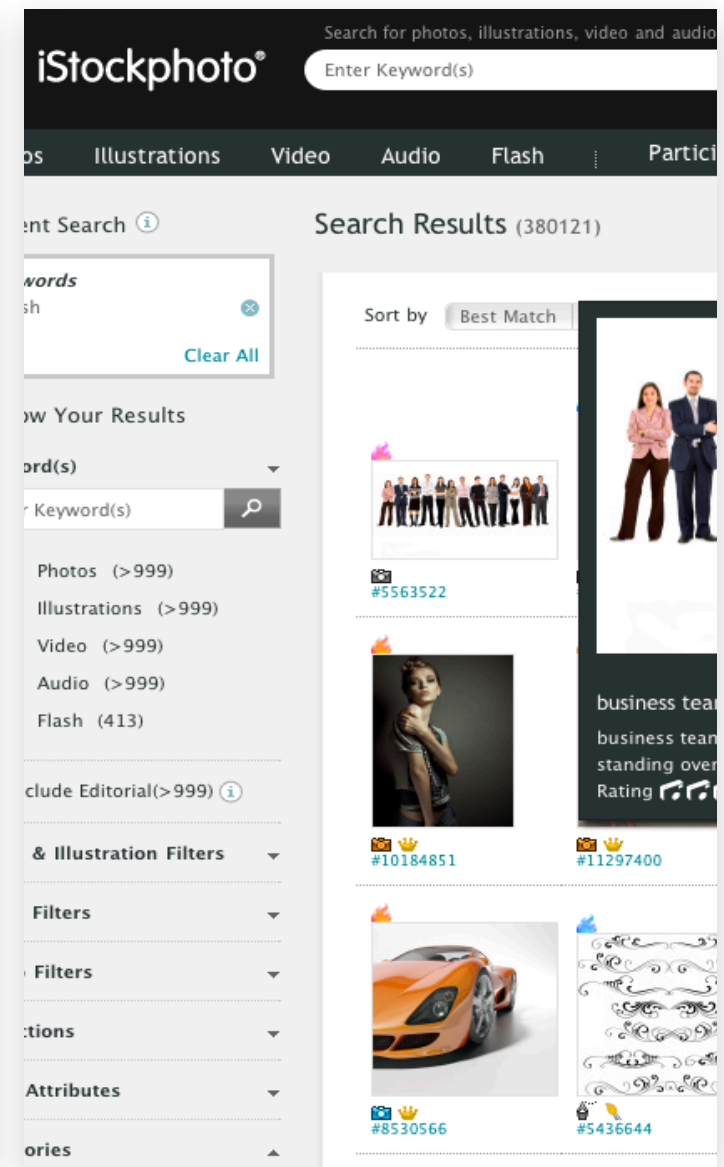 Search for photos, illustrations, video and audio
iStockphoto®
Enter Keyword(s)
os Illustrations Video Audio Flash Partici
ent Search
Search Results (380121)
words
sh
Clear All
Sort by Best Match
ow Your Results
ord(s)
r Keyword(s)
Photos (>999)
Illustrations (>999)
Video (>999)
Audio (>999)
Flash (413)
clude Editorial(>999)
& Illustration Filters
Filters
Filters
ctions
Attributes
ories
#5563522
business tea
business tean
standing over
Rating
#10184851
#11297400
#8530566
#5436644